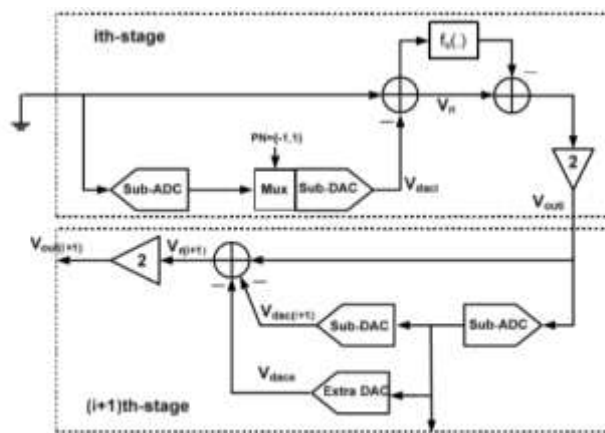 ith-stage
fₑ(.)
Vri
PN=(-1,1)
Sub-ADC
Mux
Sub-DAC
Vdaci
2
Vouti
Vout(i+1)
2
Vr(i+1)
Vdac(i+1)
Sub-DAC
Sub-ADC
Vdace
Extra DAC
(i+1)th-stage